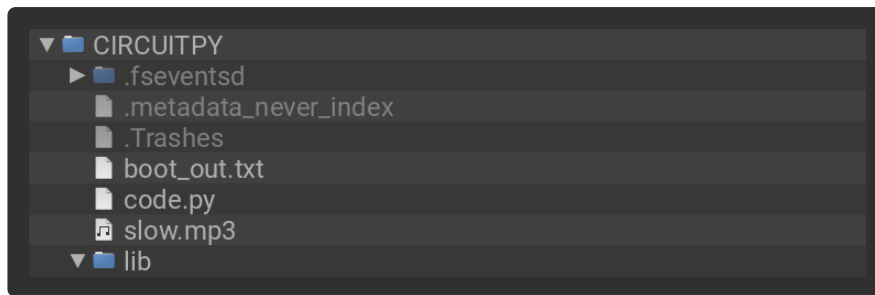 CIRCUITPY
.fseventsd
.metadata_never_index
.Trashes
boot_out.txt
code.py
slow.mp3
lib